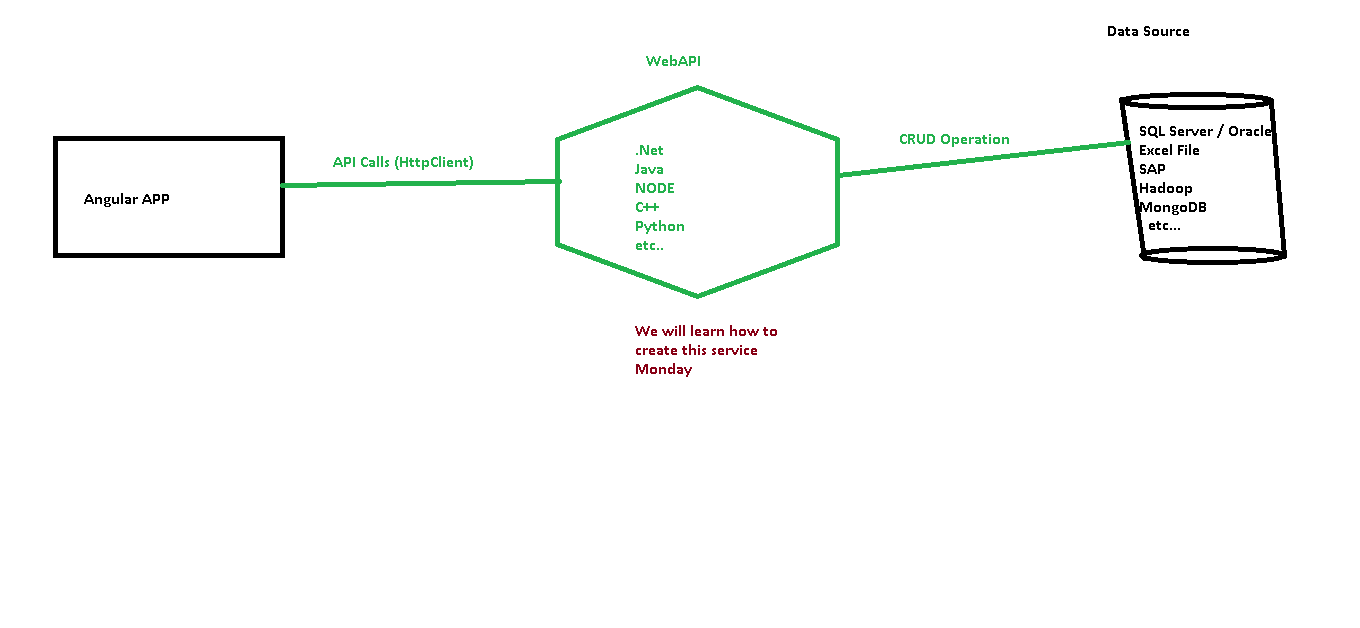 Data Source
WebAPI
SQL Server / Oracle
Excel File
SAP
Hadoop
MongoDB
etc...
CRUD Operation
.Net
Java
NODE
C++
Python
etc..
API Calls (HttpClient)
Angular APP
We will learn how to
create this service
Monday